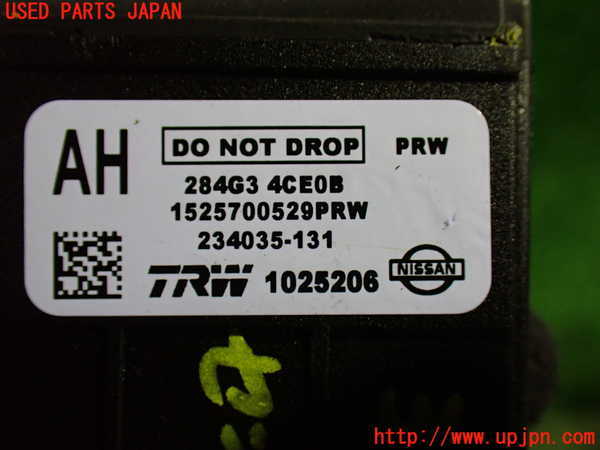 USED PARTS JAPAN
AH
DO NOT DROP
PRW
284G3 4CE0B
1525700529PRW
234035-131
TRW 1025206
NISSAN
http://www.upjpn.com